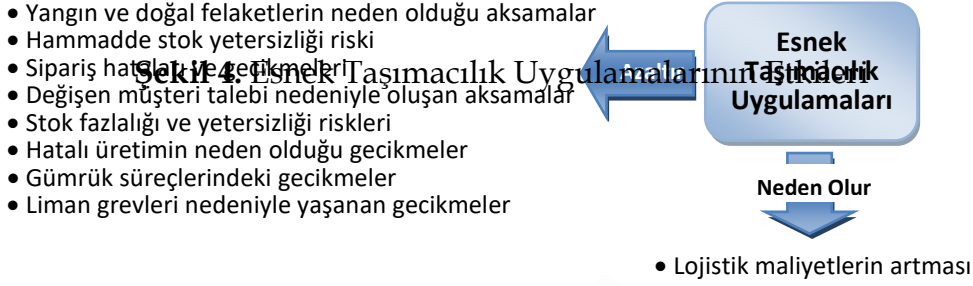 • Yangın ve doğal felaketlerin neden olduğu aksamalar
• Hammadde stok yetersizliği riski
• Sipariş hataları ve gecikmeleri
Şekil 4. Esnek Taşımacılık Uygulamalarının Etkileri
• Değişen müşteri talebi nedeniyle oluşan aksamalar
• Stok fazlalığı ve yetersizliği riskleri
• Hatalı üretimin neden olduğu gecikmeler
• Gümrük süreçlerindeki gecikmeler
• Liman grevleri nedeniyle yaşanan gecikmeler
Azaltır
Esnek
Taşımacılık
Uygulamaları
Neden Olur
• Lojistik maliyetlerin artması